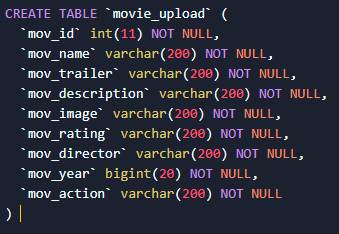 CREATE TABLE `movie_upload` (
`mov_id` int(11) NOT NULL,
`mov_name` varchar(200) NOT NULL,
`mov_trailer` varchar(200) NOT NULL,
`mov_description` varchar(200) NOT NULL,
`mov_image` varchar(200) NOT NULL,
`mov_rating` varchar(200) NOT NULL,
`mov_director` varchar(200) NOT NULL,
`mov_year` bigint(20) NOT NULL,
`mov_action` varchar(200) NOT NULL
)